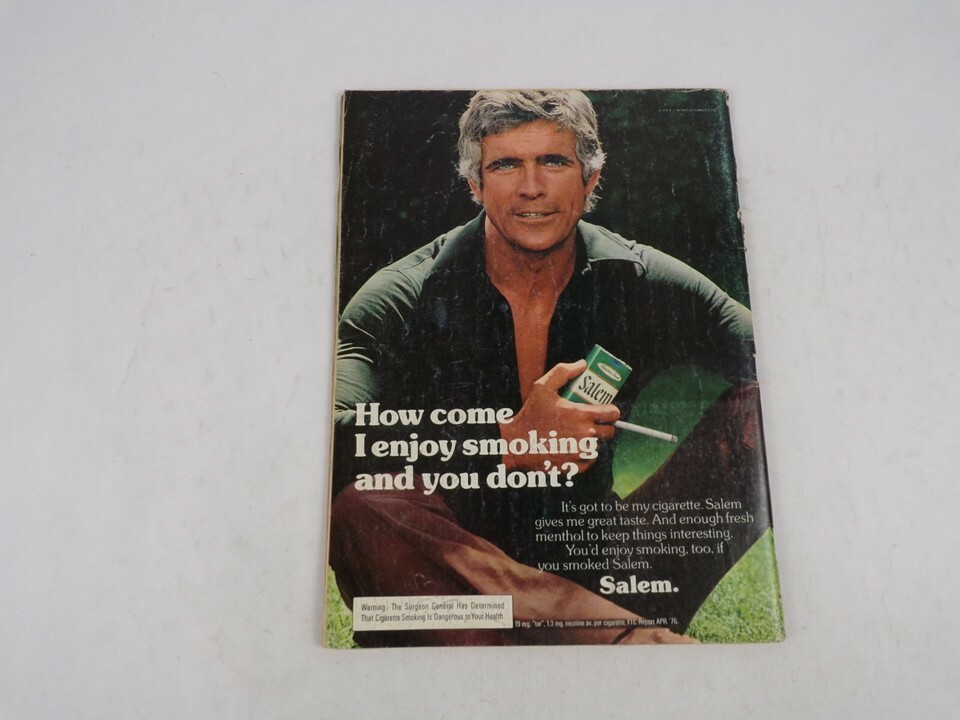 Salem
How come
I enjoy smoking
and you don't?
It's got to be my cigarette. Salem
gives me great taste. And enough fresh
menthol to keep things interesting.
You'd enjoy smoking, too, if
you smoked Salem.
Salem.
Warning: The Surgeon General Has Determined
That Cigarette Smoking Is Dangerous to Your Health.
19 mg. "tar", 1.3 mg. nicotine av. per cigarette, FTC Report APR. '76.